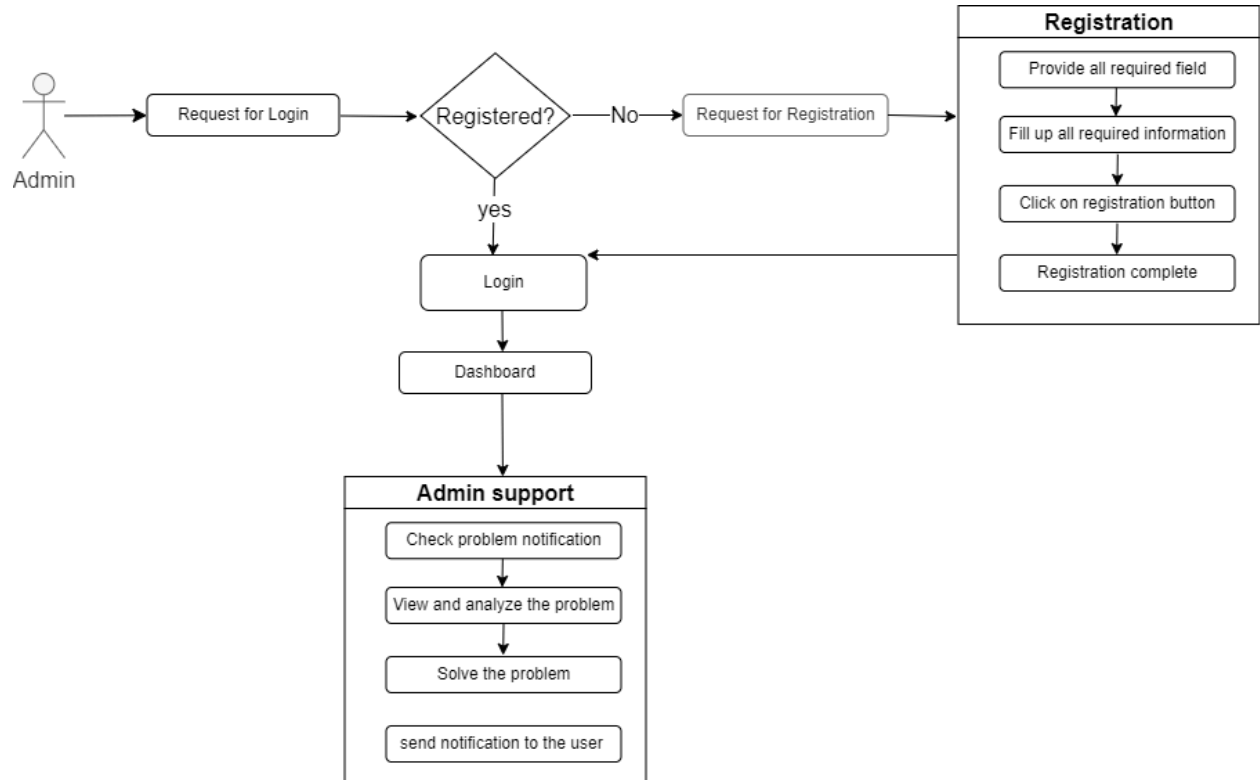 Registration
Provide all required field
Request for Login
Registered?
No
Request for Registration
Fill up all required information
Admin
Click on registration button
yes
Registration complete
Login
Dashboard
Admin support
Check problem notification
View and analyze the problem
Solve the problem
send notification to the user